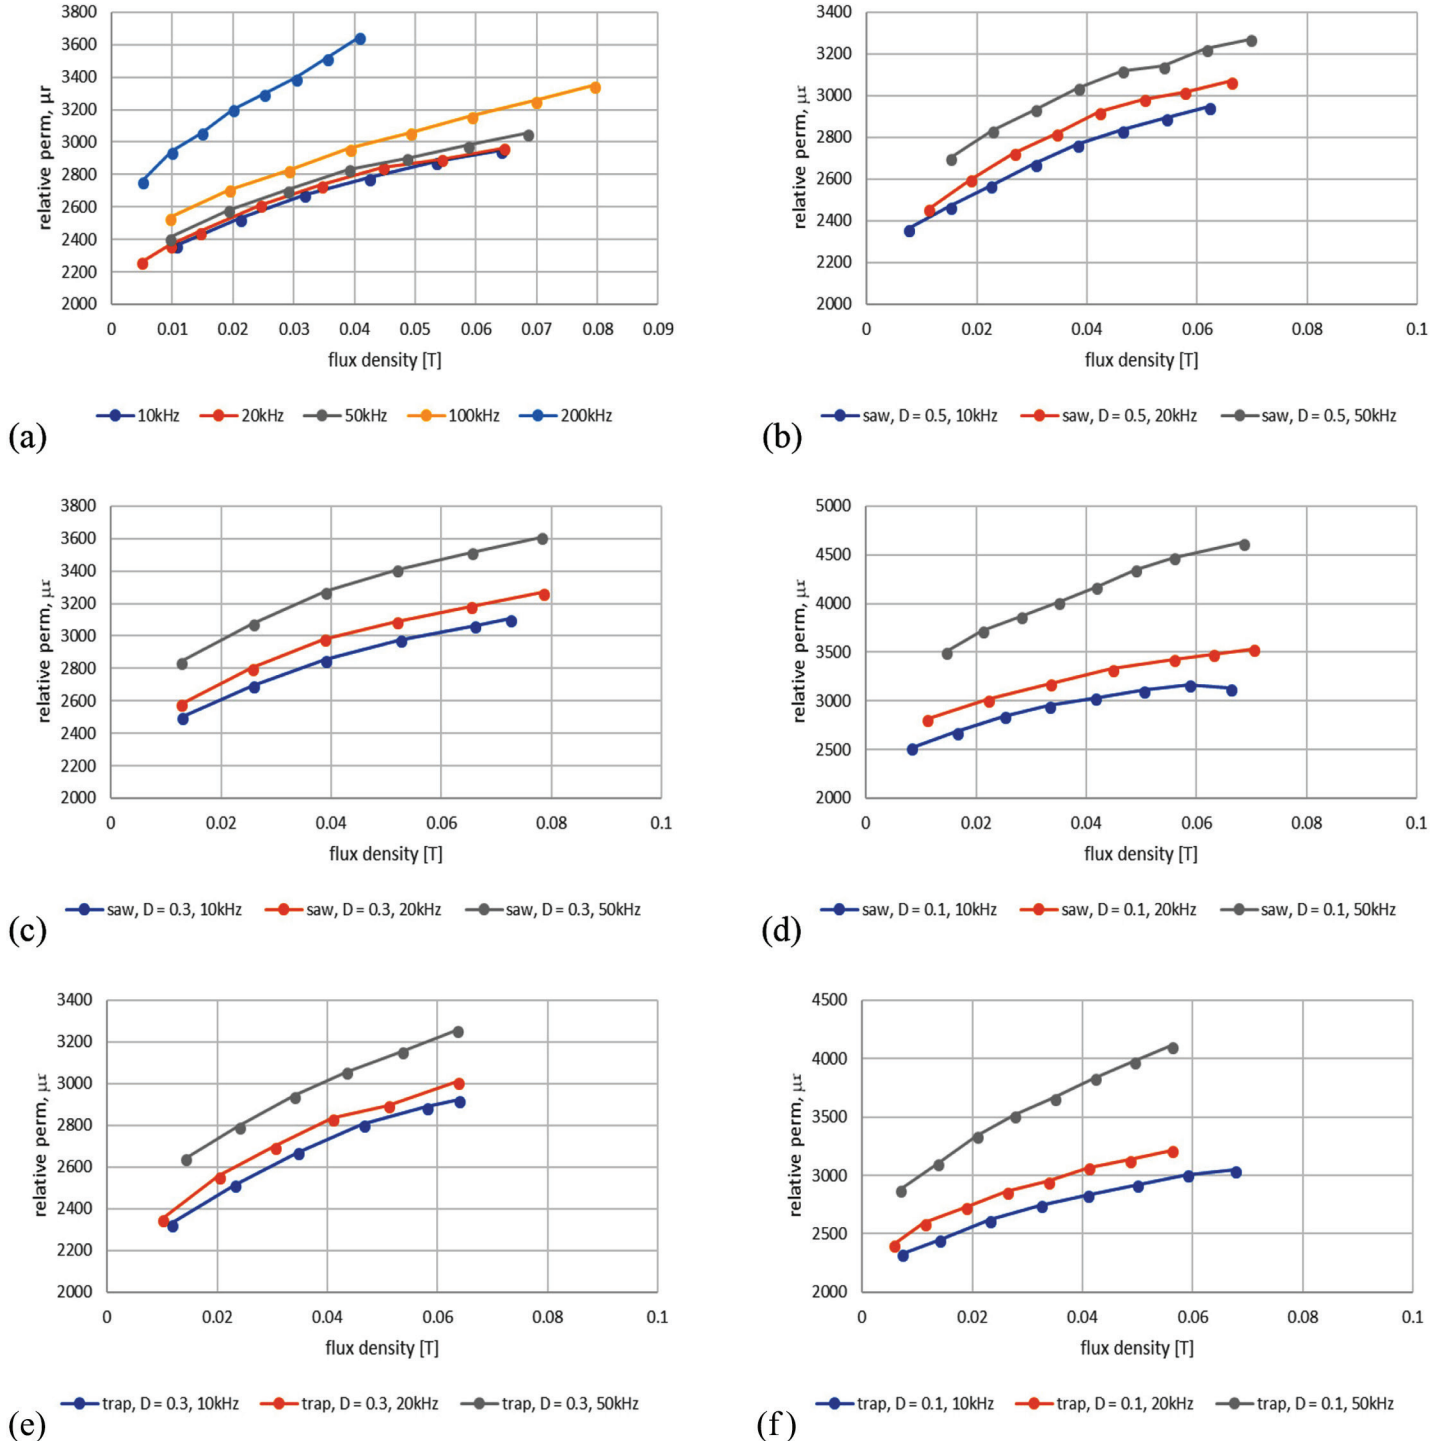 3800
3600
3400
3200
3000
2800
2600
2400
2200
2000
relative perm, μr
0 0.01 0.02 0.03 0.04 0.05 0.06 0.07 0.08 0.09
flux density [T]
10kHz 20kHz 50kHz 100kHz 200kHz
(a)
3400
3200
3000
2800
2600
2400
2200
2000
relative perm, μr
0 0.02 0.04 0.06 0.08 0.1
flux density [T]
saw, D = 0.5, 10kHz saw, D = 0.5, 20kHz saw, D = 0.5, 50kHz
(b)
3800
3600
3400
3200
3000
2800
2600
2400
2200
2000
relative perm, μr
0 0.02 0.04 0.06 0.08 0.1
flux density [T]
saw, D = 0.3, 10kHz saw, D = 0.3, 20kHz saw, D = 0.3, 50kHz
(c)
5000
4500
4000
3500
3000
2500
2000
relative perm, μr
0 0.02 0.04 0.06 0.08 0.1
flux density [T]
saw, D = 0.1, 10kHz saw, D = 0.1, 20kHz saw, D = 0.1, 50kHz
(d)
3400
3200
3000
2800
2600
2400
2200
2000
relative perm, μr
0 0.02 0.04 0.06 0.08 0.1
flux density [T]
trap, D = 0.3, 10kHz trap, D = 0.3, 20kHz trap, D = 0.3, 50kHz
(e)
4500
4000
3500
3000
2500
2000
relative perm, μr
0 0.02 0.04 0.06 0.08 0.1
flux density [T]
trap, D = 0.1, 10kHz trap, D = 0.1, 20kHz trap, D = 0.1, 50kHz
(f)